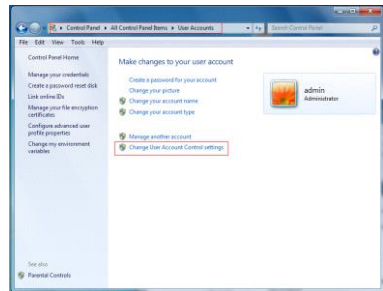 Control Panel ▸ All Control Panel Items ▸ User Accounts
Search Control Panel
File Edit View Tools Help
Control Panel Home
Manage your credentials
Create a password reset disk
Link online IDs
Manage your file encryption
certificates
Configure advanced user
profile properties
Change my environment
variables
See also
Parental Controls
Make changes to your user account
Create a password for your account
Change your picture
Change your account name
Change your account type
Manage another account
Change User Account Control settings
admin
Administrator